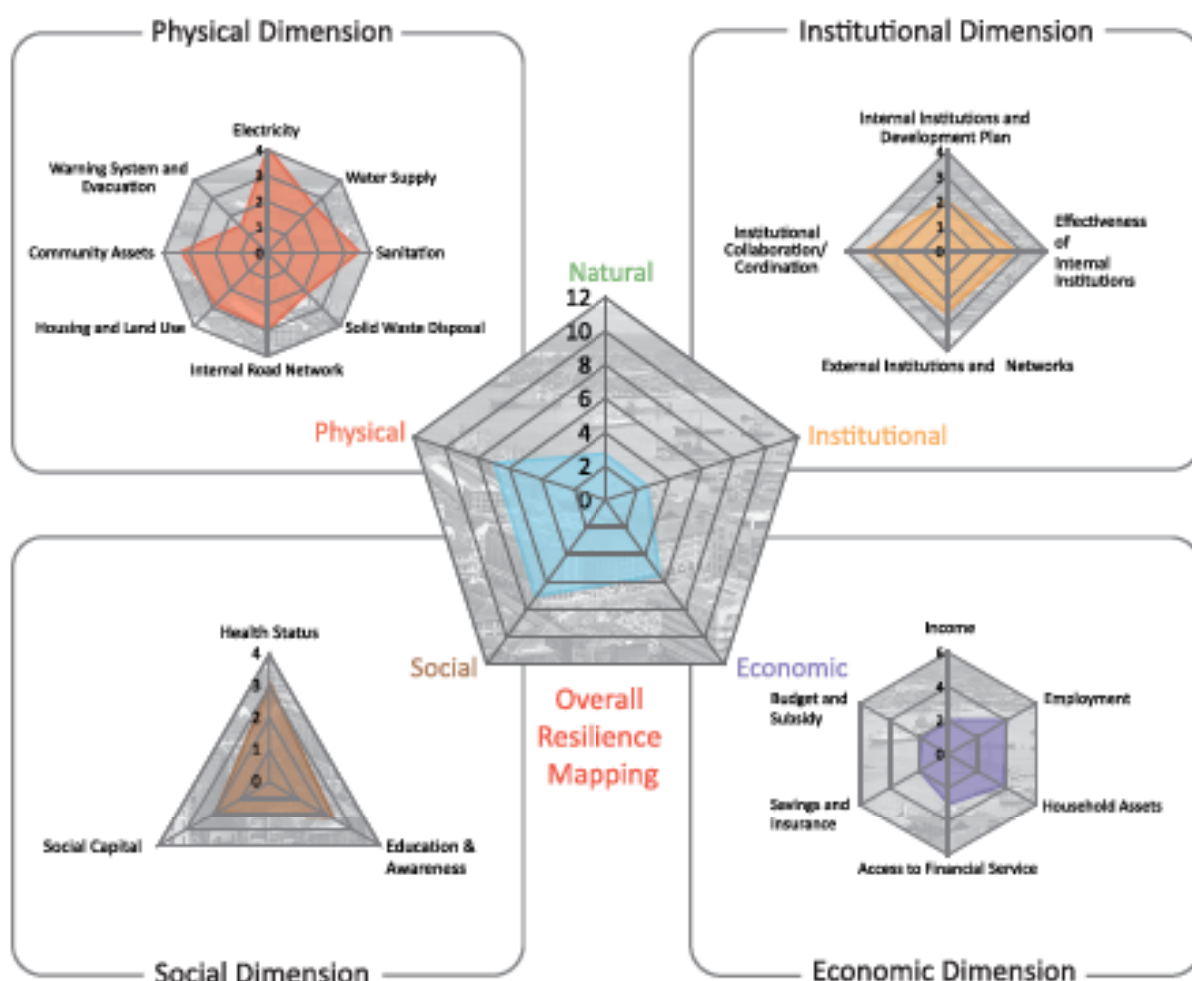 Physical Dimension
Electricity
4
3
2
1
0
Warning System and
Evacuation
Water Supply
Community Assets
Sanitation
Housing and Land Use
Solid Waste Disposal
Internal Road Network
Institutional Dimension
Internal Institutions and
Development Plan
4
3
2
1
0
Institutional
Collaboration/
Cordination
Effectiveness
of
Internal
Institutions
External Institutions and Networks
Natural
12
10
8
6
4
2
0
Physical
Institutional
Social
Economic
Overall
Resilience
Mapping
Health Status
4
3
2
1
0
Social Capital
Education &
Awareness
Social Dimension
Income
4
2
0
Budget and
Subsidy
Employment
Savings and
Insurance
Household Assets
Access to Financial Service
Economic Dimension